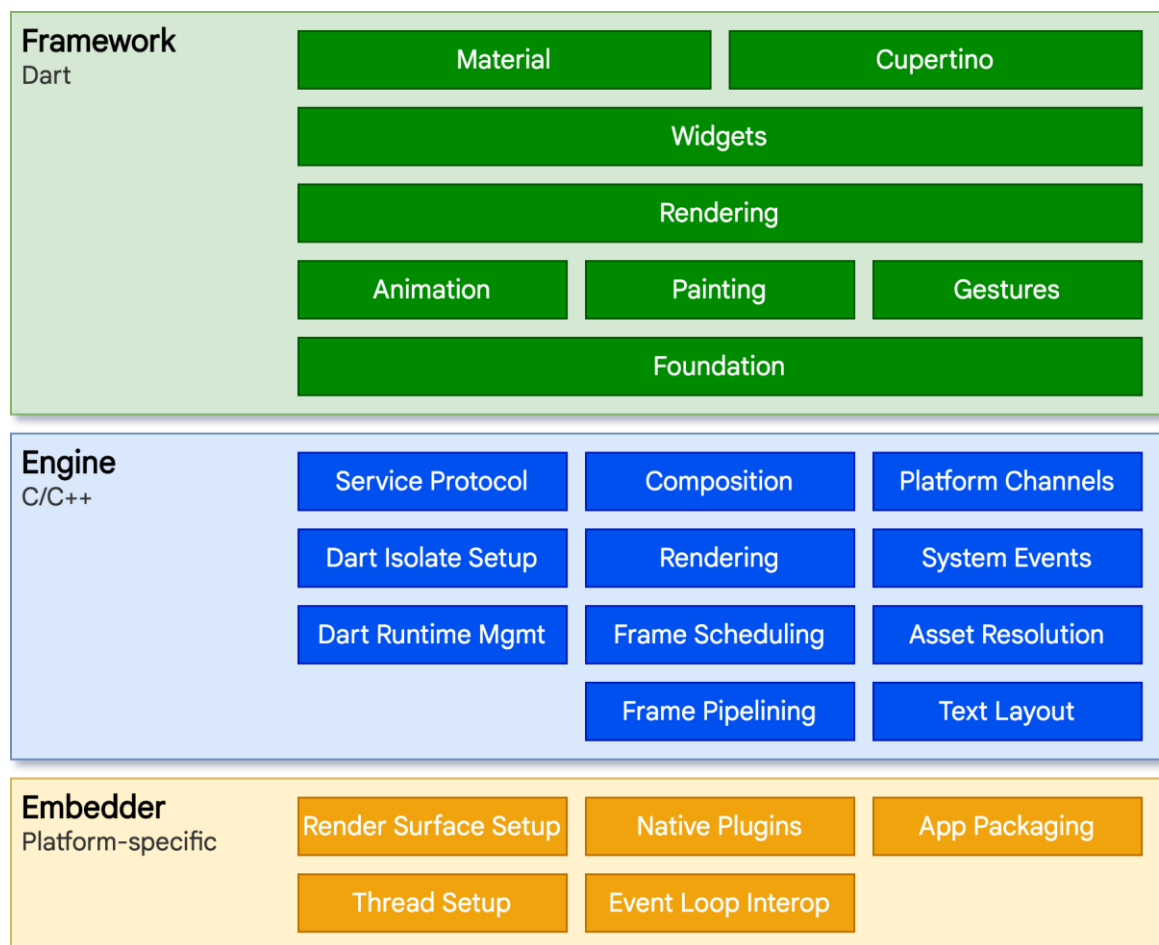 Framework
Dart
Material
Cupertino
Widgets
Rendering
Animation
Painting
Gestures
Foundation
Engine
C/C++
Service Protocol
Composition
Platform Channels
Dart Isolate Setup
Rendering
System Events
Dart Runtime Mgmt
Frame Scheduling
Asset Resolution
Frame Pipelining
Text Layout
Embedder
Platform-specific
Render Surface Setup
Native Plugins
App Packaging
Thread Setup
Event Loop Interop